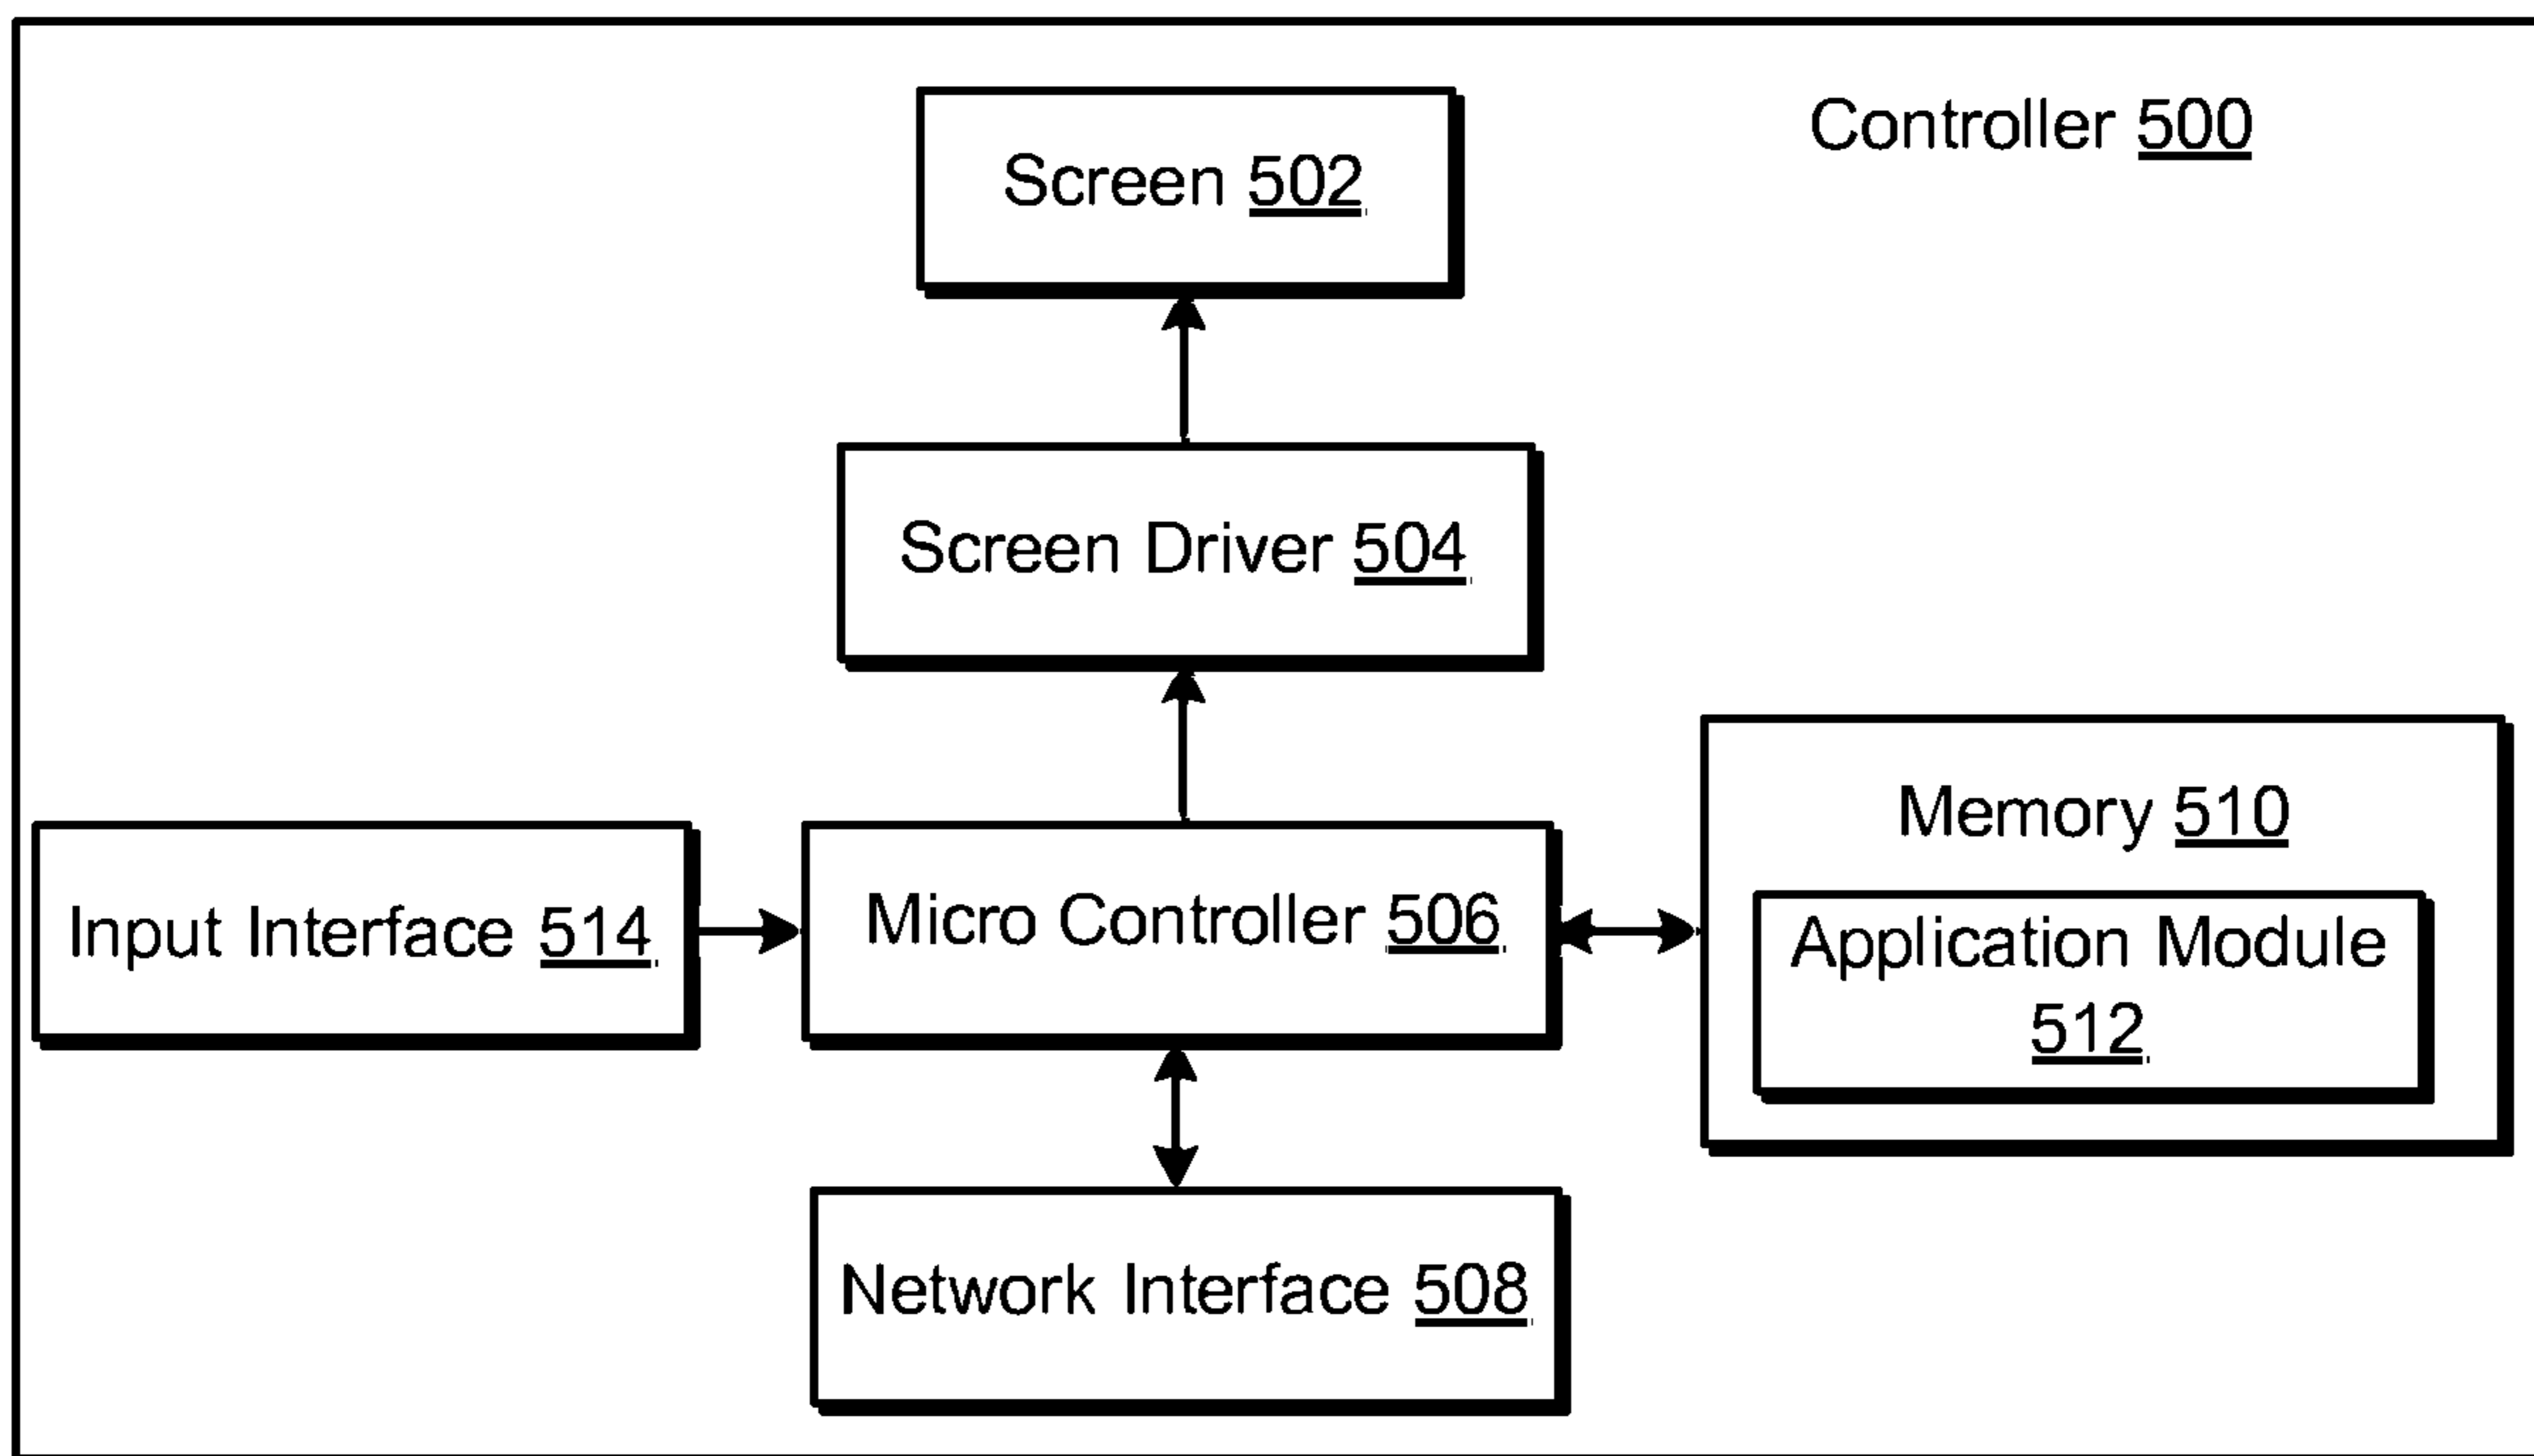 Controller 500
Screen 502
Screen Driver 504
Memory 510
Input Interface 514
Micro Controller 506
Application Module
512
Network Interface 508